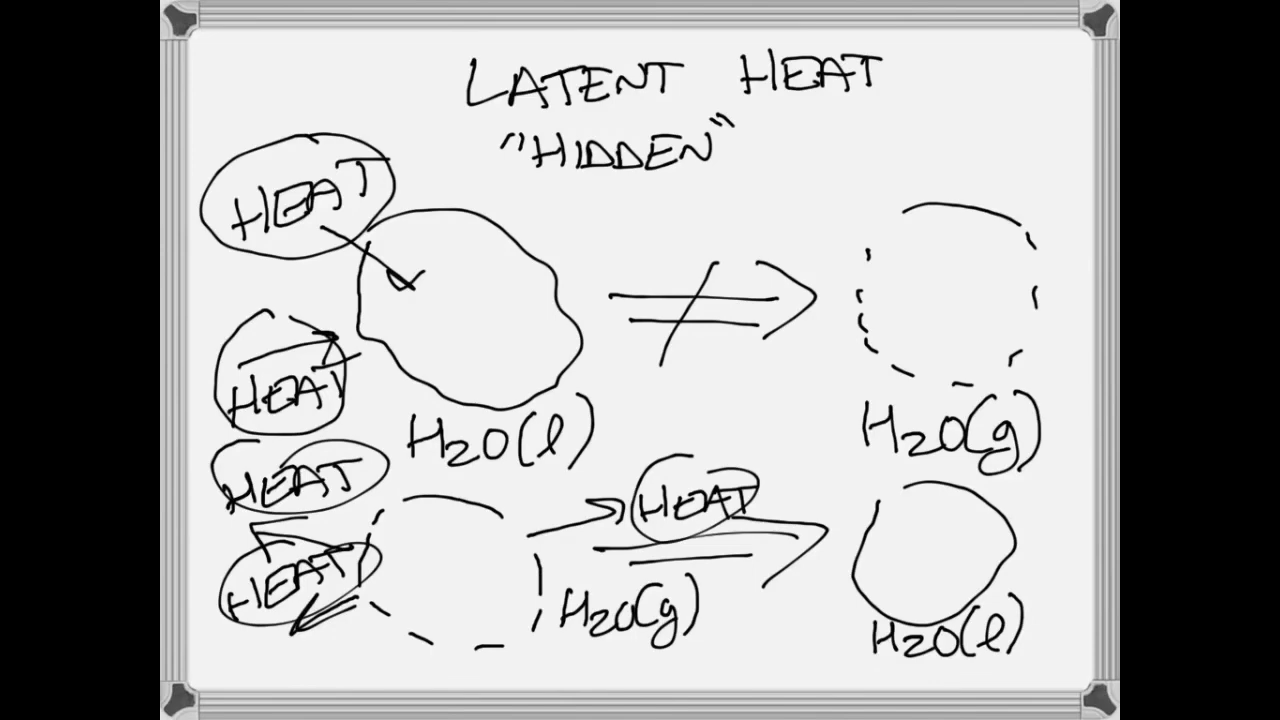 LATENT HEAT
"HIDDEN"
HEAT
HEAT
H2O(l)
H2O(g)
HEAT
HEAT
HEAT
H2O(g)
H2O(l)